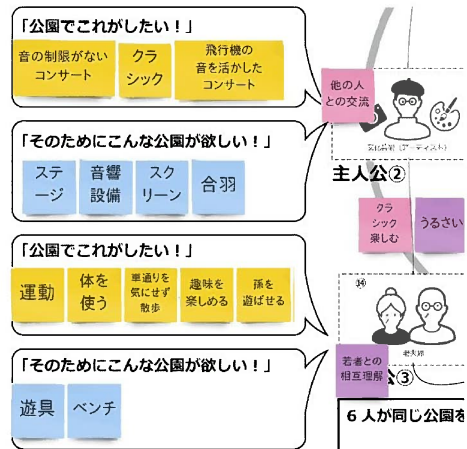 「公園でこれがしたい！」
音の制限がない
コンサート
クラ
シック
飛行機の
音を活かした
コンサート
他の人
との交流
「そのためにこんな公園が欲しい！」
ステ
ージ
音響
設備
スク
リーン
合羽
主人公②
クラ
シック
楽しむ
うるさい
「公園でこれがしたい！」
運動
体を
使う
車通りを
気にせず
散歩
趣味を
楽しめる
孫を
遊ばせる
⑭
老夫婦
「そのためにこんな公園が欲しい！」
遊具
ベンチ
若者との
相互理解
公③
6人が同じ公園を